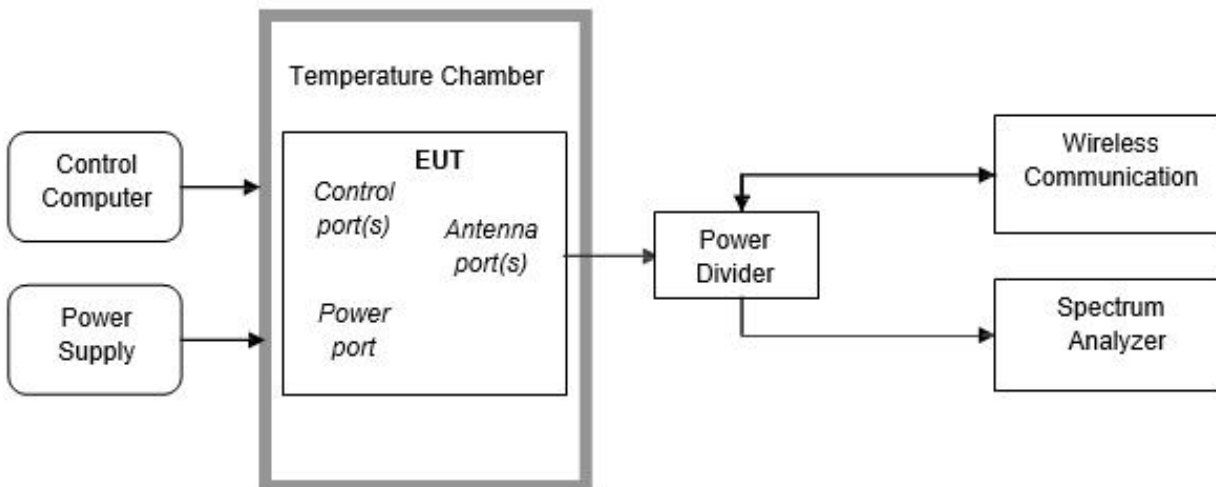 Temperature Chamber
Control
Computer
Power
Supply
EUT
Control
port(s)
Antenna
port(s)
Power
port
Power
Divider
Wireless
Communication
Spectrum
Analyzer